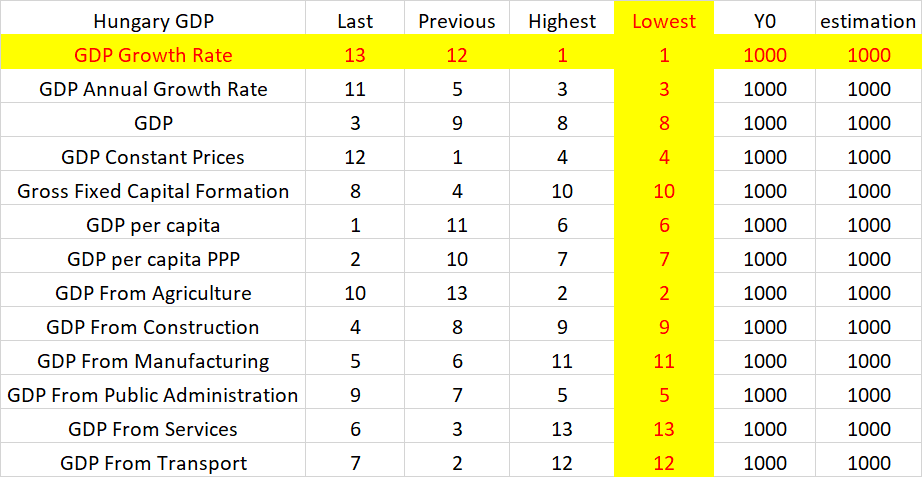 Hungary GDP Last Previous Highest Lowest Y0 estimation
GDP Growth Rate 13 12 1 1 1000 1000
GDP Annual Growth Rate 11 5 3 3 1000 1000
GDP 3 9 8 8 1000 1000
GDP Constant Prices 12 1 4 4 1000 1000
Gross Fixed Capital Formation 8 4 10 10 1000 1000
GDP per capita 1 11 6 6 1000 1000
GDP per capita PPP 2 10 7 7 1000 1000
GDP From Agriculture 10 13 2 2 1000 1000
GDP From Construction 4 8 9 9 1000 1000
GDP From Manufacturing 5 6 11 11 1000 1000
GDP From Public Administration 9 7 5 5 1000 1000
GDP From Services 6 3 13 13 1000 1000
GDP From Transport 7 2 12 12 1000 1000